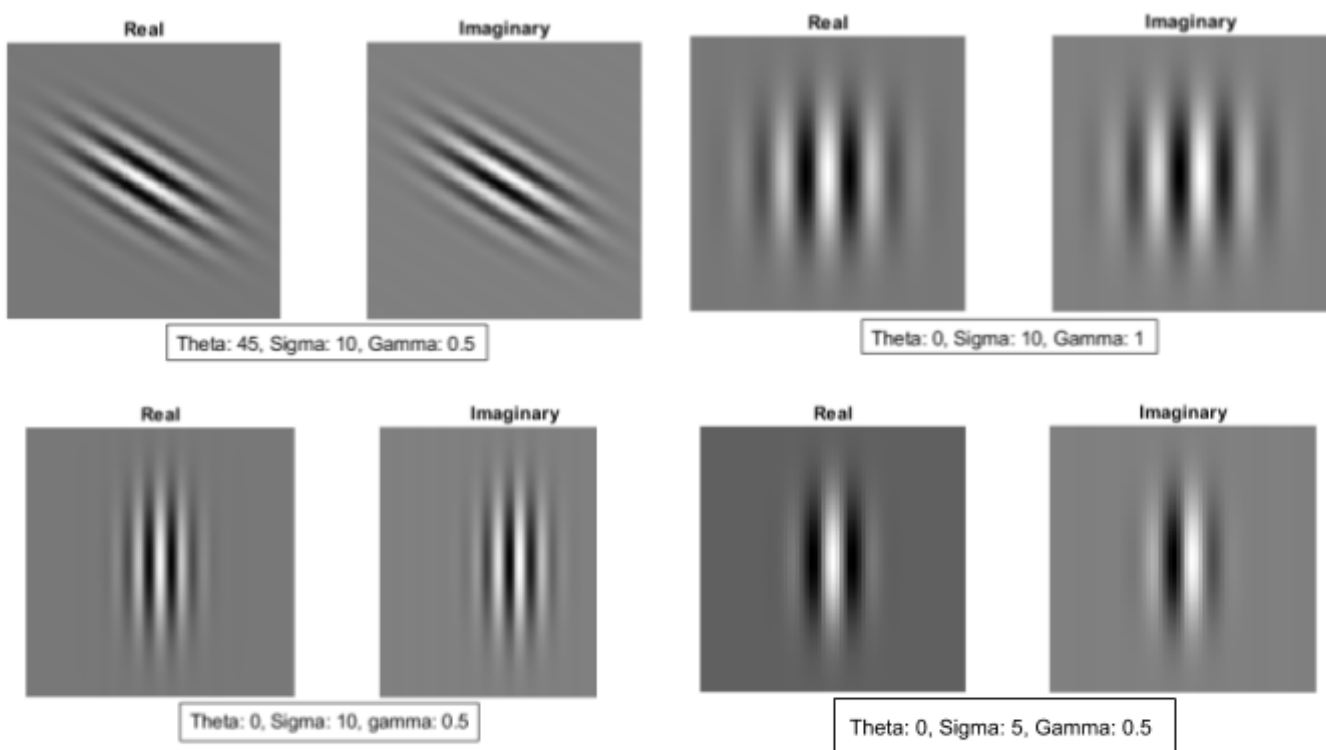 Real
Imaginary
Real
Imaginary
Theta: 45, Sigma: 10, Gamma: 0.5
Theta: 0, Sigma: 10, Gamma: 1
Real
Imaginary
Real
Imaginary
Theta: 0, Sigma: 10, gamma: 0.5
Theta: 0, Sigma: 5, Gamma: 0.5